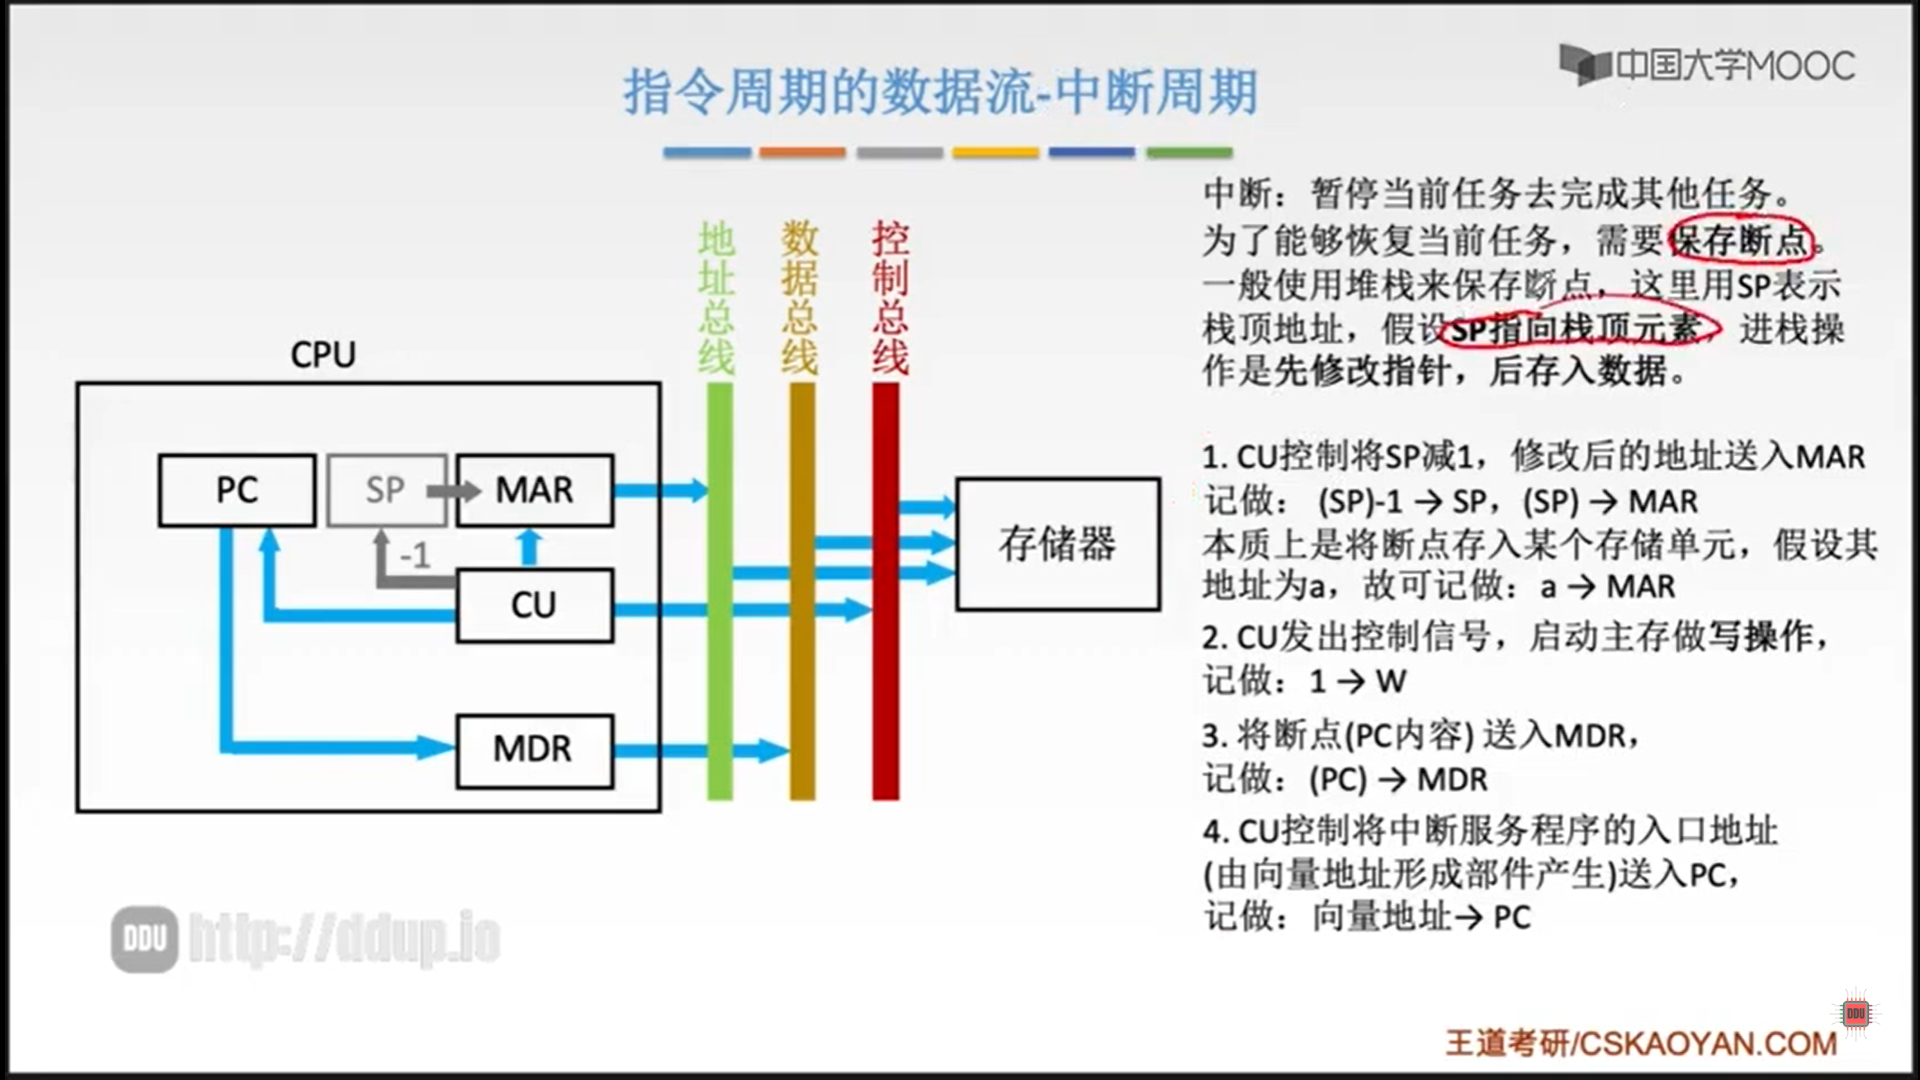 中国大学MOOC
指令周期的数据流-中断周期
中断：暂停当前任务去完成其他任务。
为了能够恢复当前任务，需要保存断点。
一般使用堆栈来保存断点，这里用SP表示
栈顶地址，假设SP指向栈顶元素，进栈操
作是先修改指针，后存入数据。
地址总线
数据总线
控制总线
CPU
PC
SP
MAR
-1
CU
MDR
存储器
1. CU控制将SP减1，修改后的地址送入MAR
记做： (SP)-1 → SP，(SP) → MAR
本质上是将断点存入某个存储单元，假设其
地址为a，故可记做：a → MAR
2. CU发出控制信号，启动主存做写操作，
记做：1 → W
3. 将断点(PC内容) 送入MDR，
记做：(PC) → MDR
4. CU控制将中断服务程序的入口地址
(由向量地址形成部件产生)送入PC，
记做：向量地址→ PC
DDU http://ddup.io
DDU
王道考研/CSKAOYAN.COM